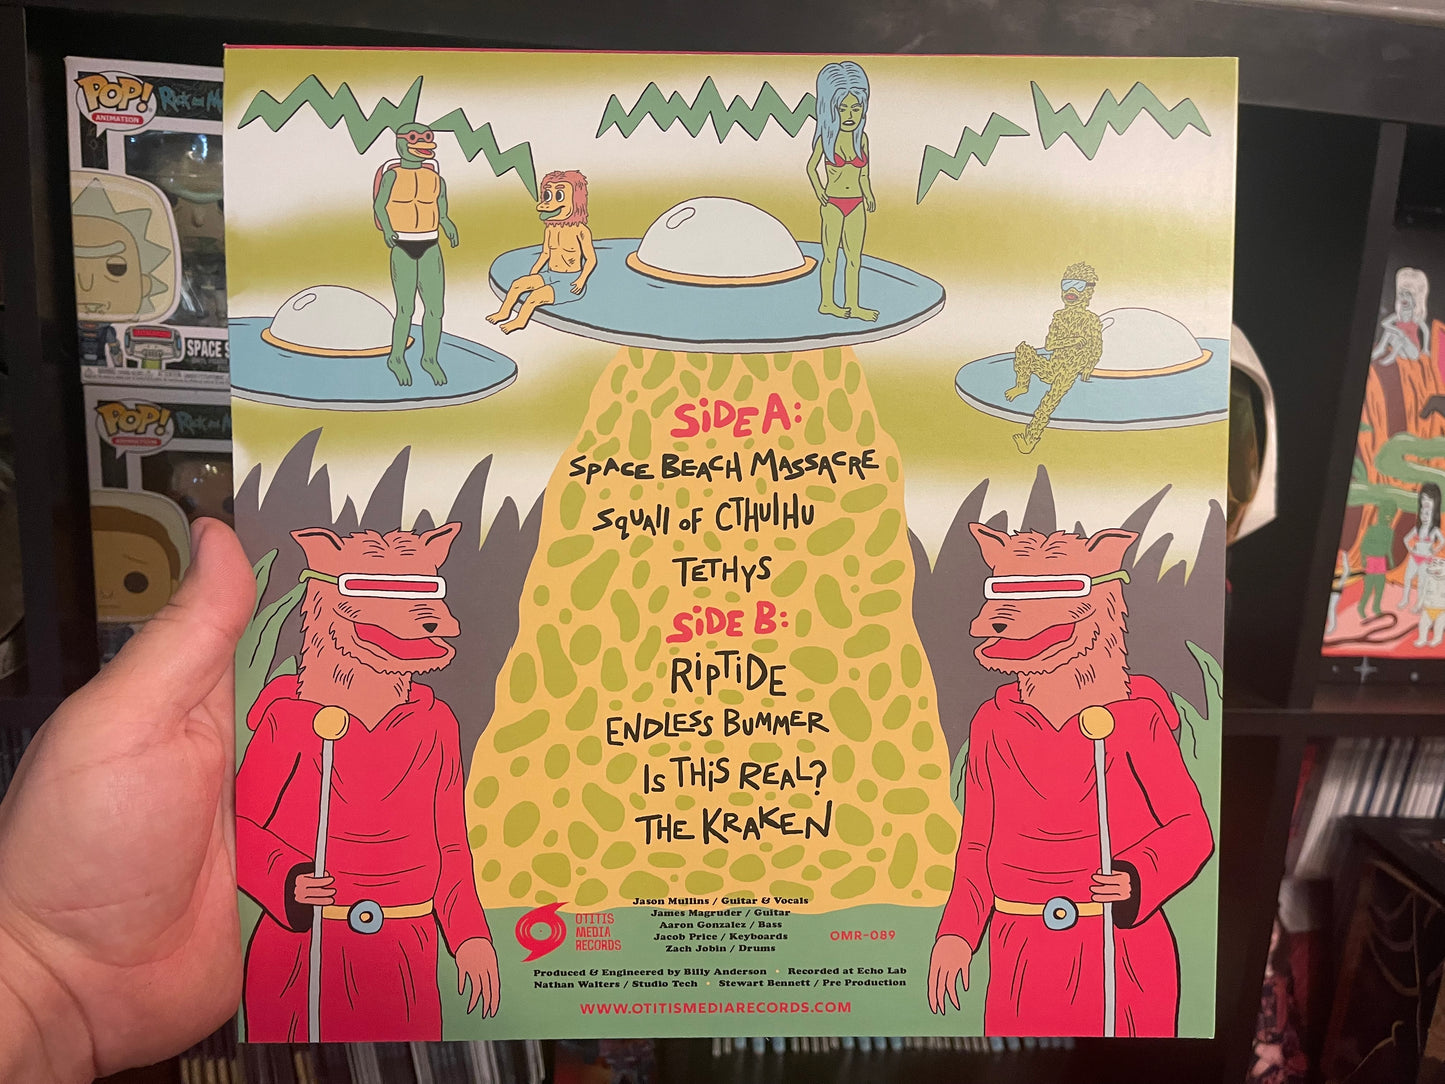 POP!
ANIMATION
RICK and M
SPACE S
POP!
ANIMATION
SIDE A:
SPACE BEACH MASSACRE
SQUALL OF CTHULHU
TETHYS
SIDE B:
RIPTIDE
ENDLESS BUMMER
IS THIS REAL?
THE KRAKEN
Jason Mullins / Guitar & Vocals
James Magruder / Guitar
Aaron Gonzalez / Bass
Jacob Price / Keyboards
Zach Jobin / Drums
OTITIS
MEDIA
RECORDS
OMR-089
Produced & Engineered by Billy Anderson • Recorded at Echo Lab
Nathan Walters / Studio Tech • Stewart Bennett / Pre Production
WWW.OTITISMEDIARECORDS.COM